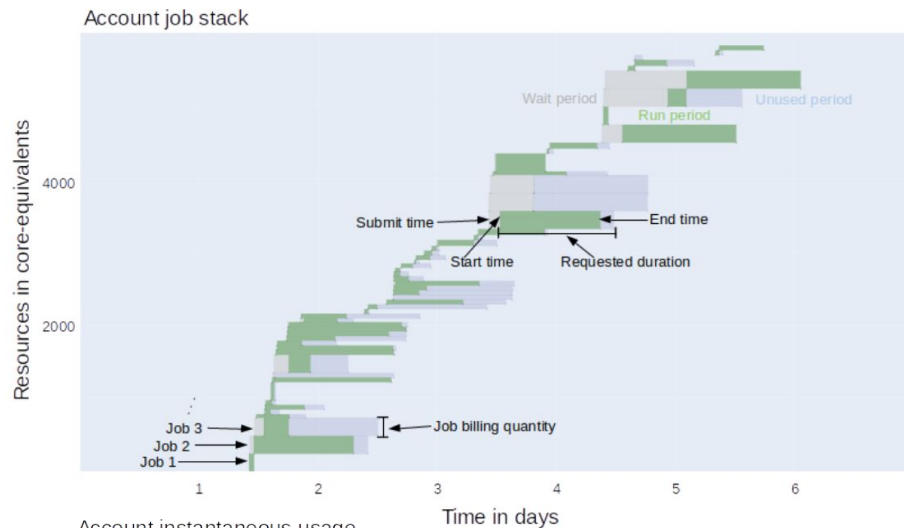 Account job stack
Resources in core-equivalents
4000
2000
Wait period
Unused period
Run period
Submit time
End time
Start time
Requested duration
Job 3
Job billing quantity
Job 2
Job 1
1 2 3 4 5 6
Time in days
Account instantaneous usage